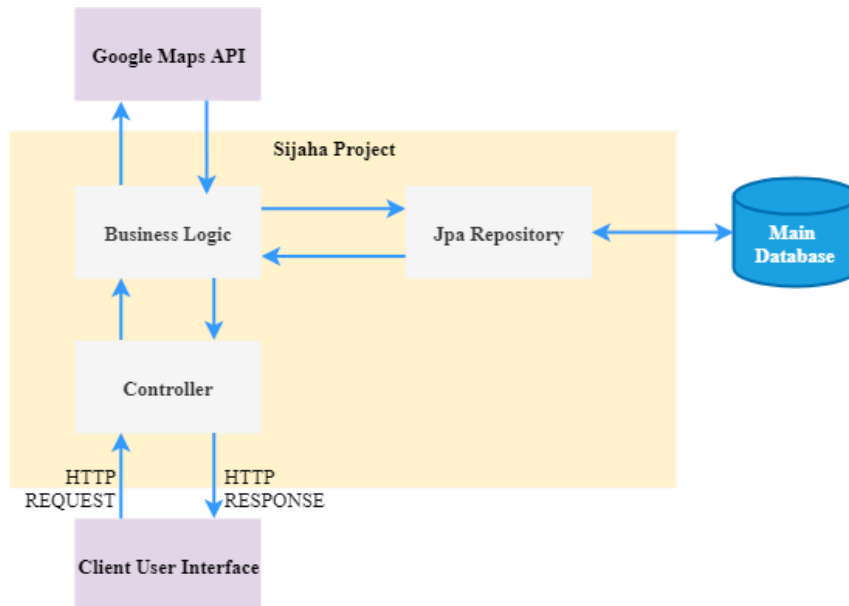 Google Maps API
Sijaha Project
Business Logic
Jpa Repository
Main
Database
Controller
HTTP
REQUEST
HTTP
RESPONSE
Client User Interface